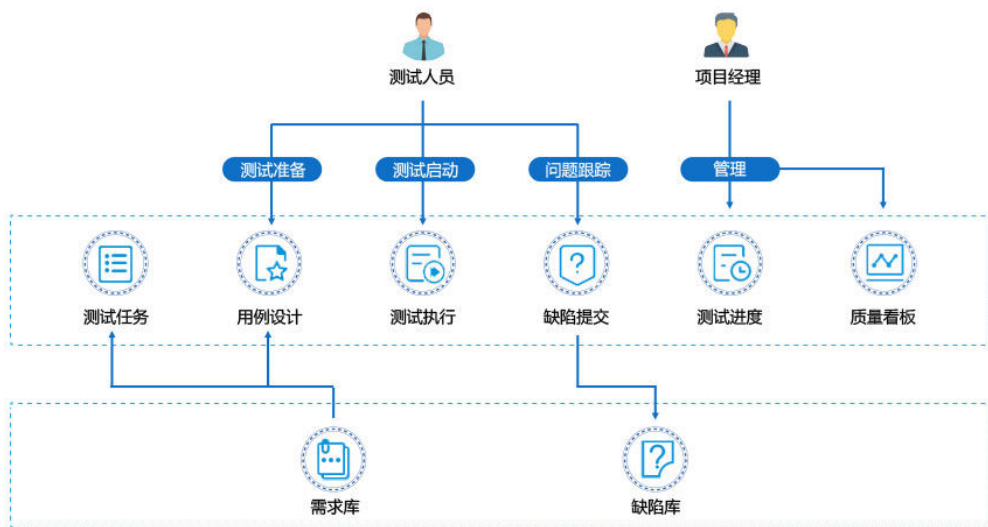 测试人员
项目经理
测试准备
测试启动
问题跟踪
管理
测试任务
用例设计
测试执行
缺陷提交
测试进度
质量看板
需求库
缺陷库